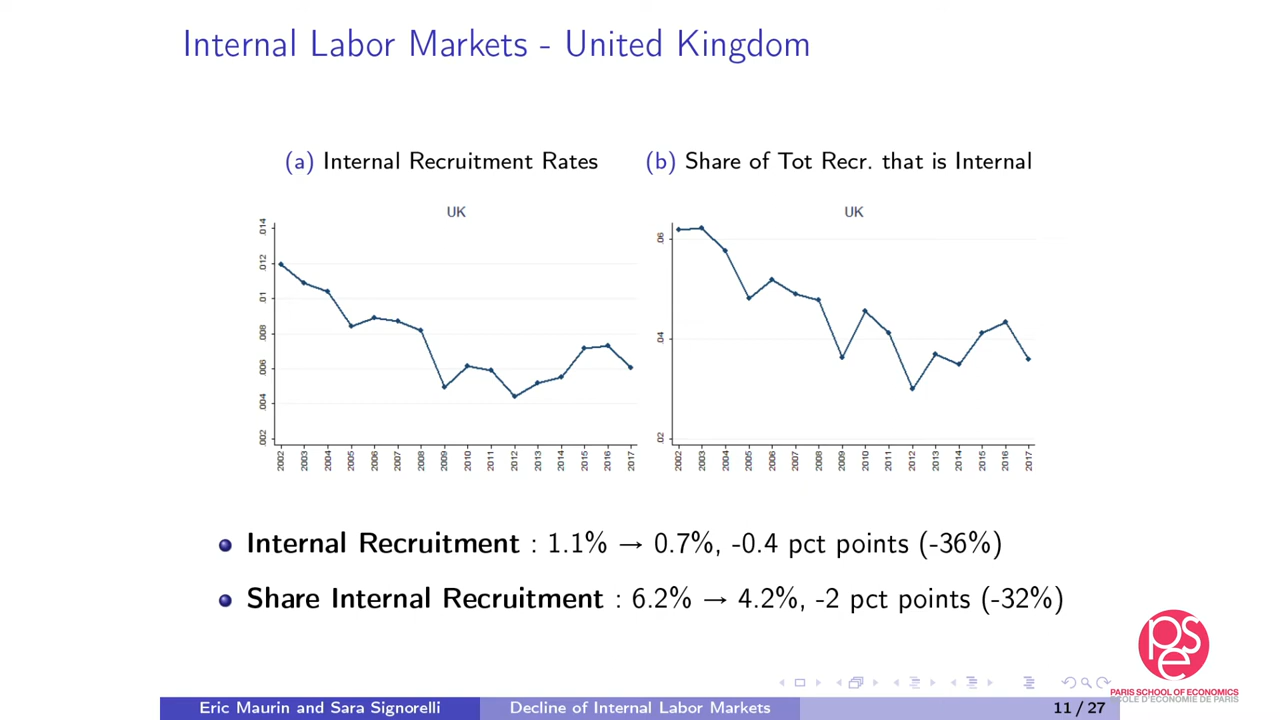 Internal Labor Markets - United Kingdom
(a) Internal Recruitment Rates
(b) Share of Tot Recr. that is Internal
UK
.014
.012
.01
.008
.006
.004
.002
2002 2003 2004 2005 2006 2007 2008 2009 2010 2011 2012 2013 2014 2015 2016 2017
UK
.06
.04
.02
2002 2003 2004 2005 2006 2007 2008 2009 2010 2011 2012 2013 2014 2015 2016 2017
Internal Recruitment : 1.1% → 0.7%, -0.4 pct points (-36%)
Share Internal Recruitment : 6.2% → 4.2%, -2 pct points (-32%)
pse
PARIS SCHOOL OF ECONOMICS
ÉCOLE D'ÉCONOMIE DE PARIS
Eric Maurin and Sara Signorelli
Decline of Internal Labor Markets
11 / 27